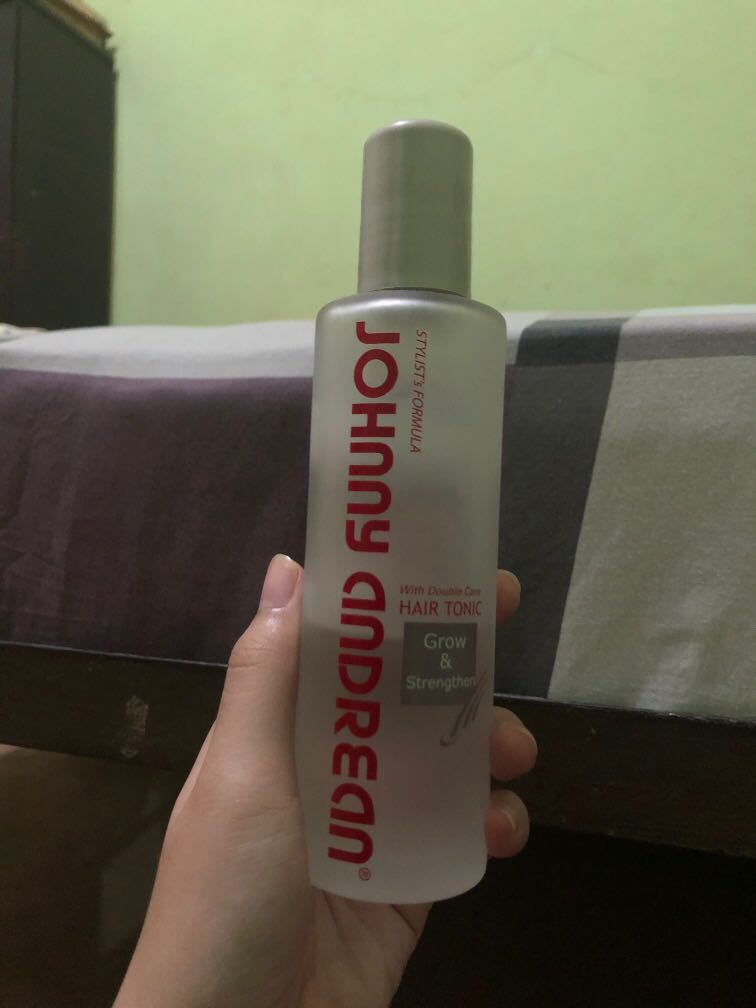 STYLIST's FORMULA
JOHNNY ANDREAN®
With Double Care
HAIR TONIC
Grow
&
Strengthen